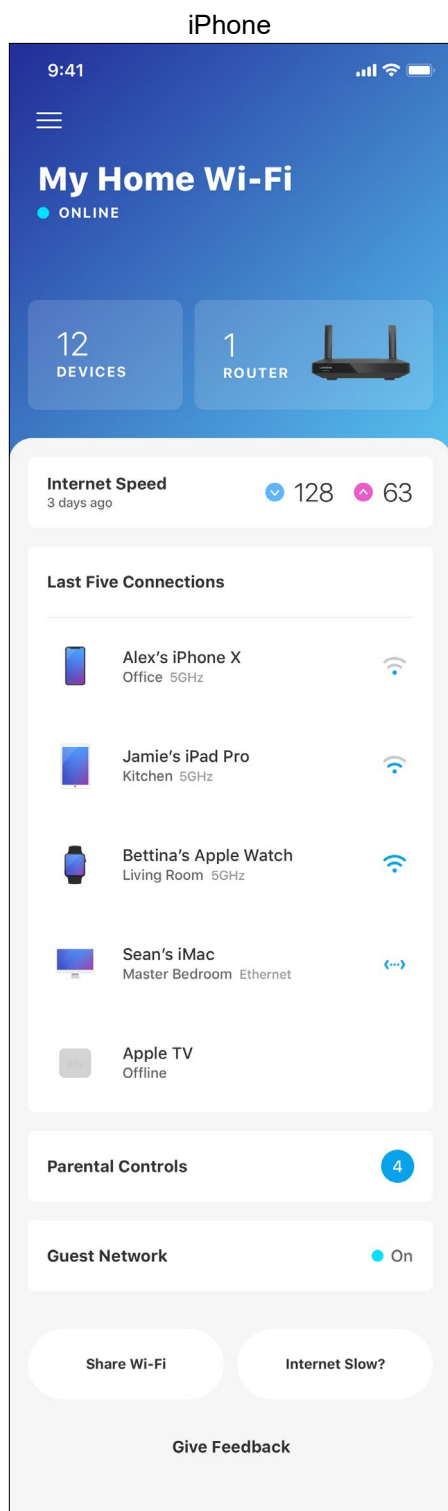 iPhone
9:41
My Home Wi-Fi
ONLINE
12
DEVICES
1
ROUTER
Internet Speed
3 days ago
128
63
Last Five Connections
Alex’s iPhone X
Office 5GHz
Jamie’s iPad Pro
Kitchen 5GHz
Bettina’s Apple Watch
Living Room 5GHz
Sean’s iMac
Master Bedroom Ethernet
Apple TV
Offline
Parental Controls
4
Guest Network
On
Share Wi-Fi
Internet Slow?
Give Feedback